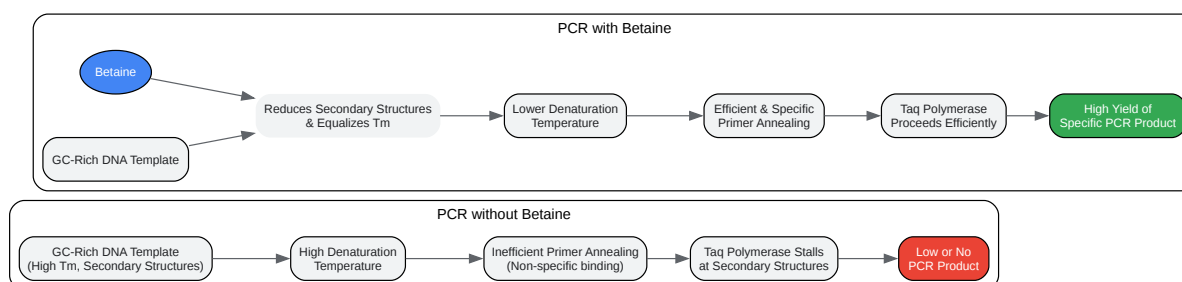 PCR with Betaine
Betaine
GC-Rich DNA Template
Reduces Secondary Structures
& Equalizes Tm
Lower Denaturation
Temperature
Efficient & Specific
Primer Annealing
Taq Polymerase
Proceeds Efficiently
High Yield of
Specific PCR Product
PCR without Betaine
GC-Rich DNA Template
(High Tm, Secondary Structures)
High Denaturation
Temperature
Inefficient Primer Annealing
(Non-specific binding)
Taq Polymerase Stalls
at Secondary Structures
Low or No
PCR Product